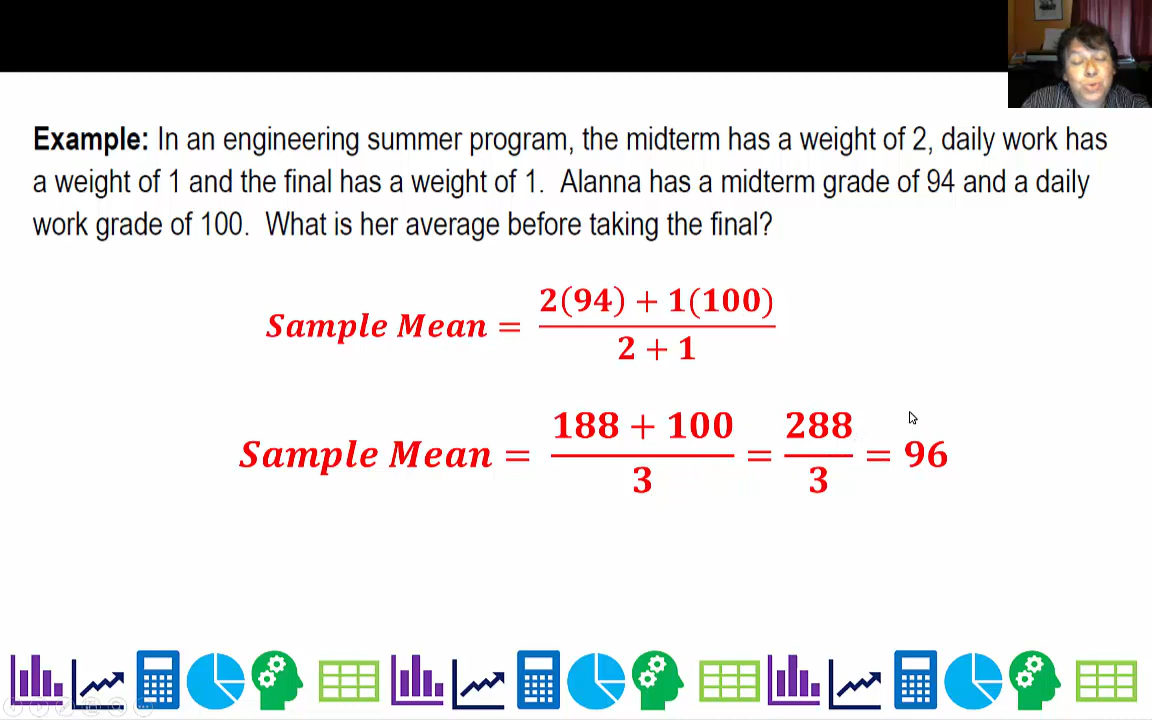 Example: In an engineering summer program, the midterm has a weight of 2, daily work has
a weight of 1 and the final has a weight of 1.  Alanna has a midterm grade of 94 and a daily
work grade of 100.  What is her average before taking the final?
Sample Mean = 2(94) + 1(100) / 2 + 1
Sample Mean = 188 + 100 / 3 = 288 / 3 = 96